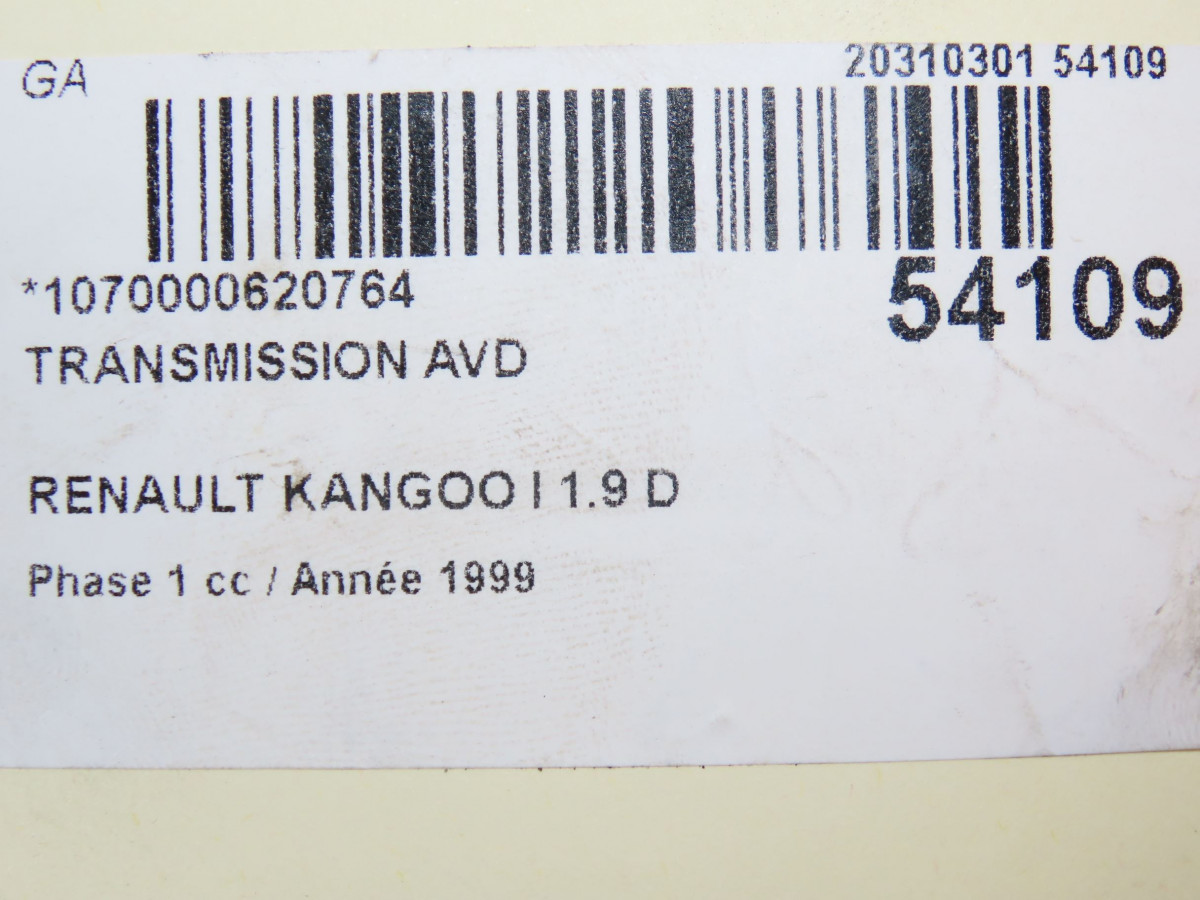 GA
20310301 54109
*1070000620764
54109
TRANSMISSION AVD
RENAULT KANGOO I 1.9 D
Phase 1 cc / Année 1999